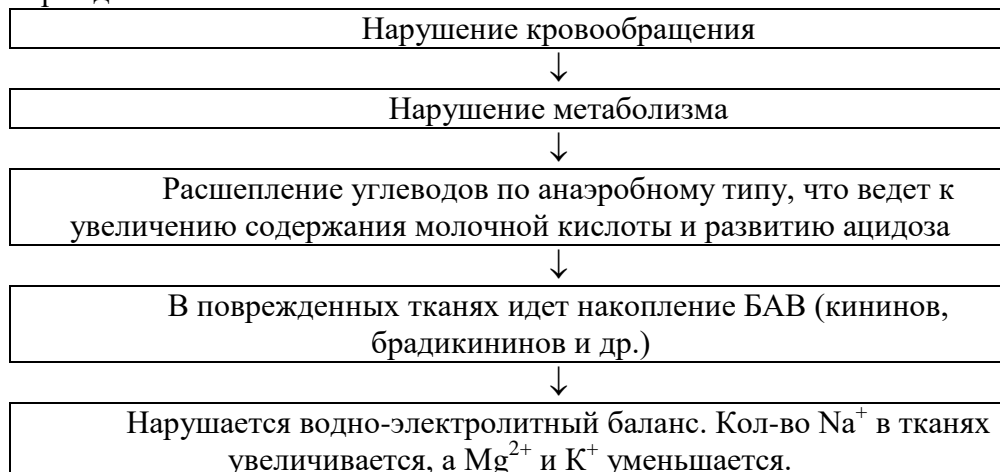 Нарушение кровообращения
↓
Нарушение метаболизма
↓
Расшепление углеводов по анаэробному типу, что ведет к
увеличению содержания молочной кислоты и развитию ацидоза
↓
В поврежденных тканях идет накопление БАВ (кининов,
брадикининов и др.)
↓
Нарушается водно-электролитный баланс. Кол-во Na⁺ в тканях
увеличивается, а Mg²⁺ и К⁺ уменьшается.